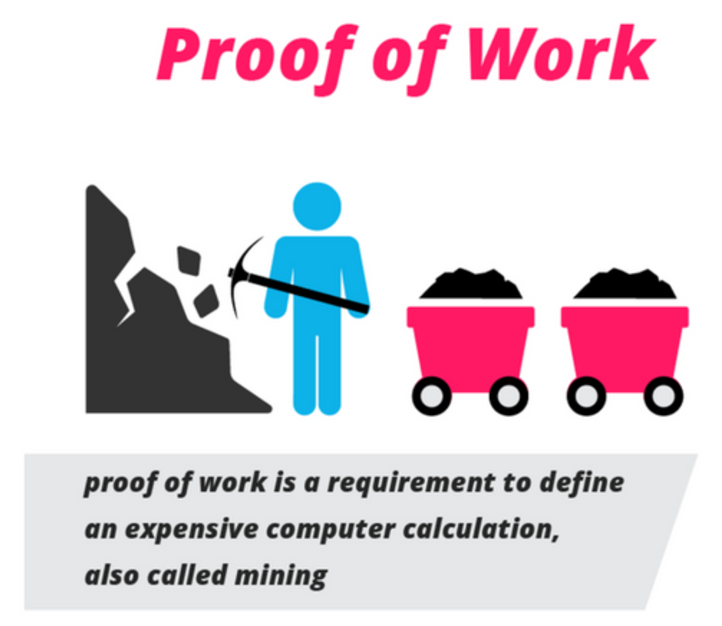 Proof of Work
proof of work is a requirement to define
an expensive computer calculation,
also called mining